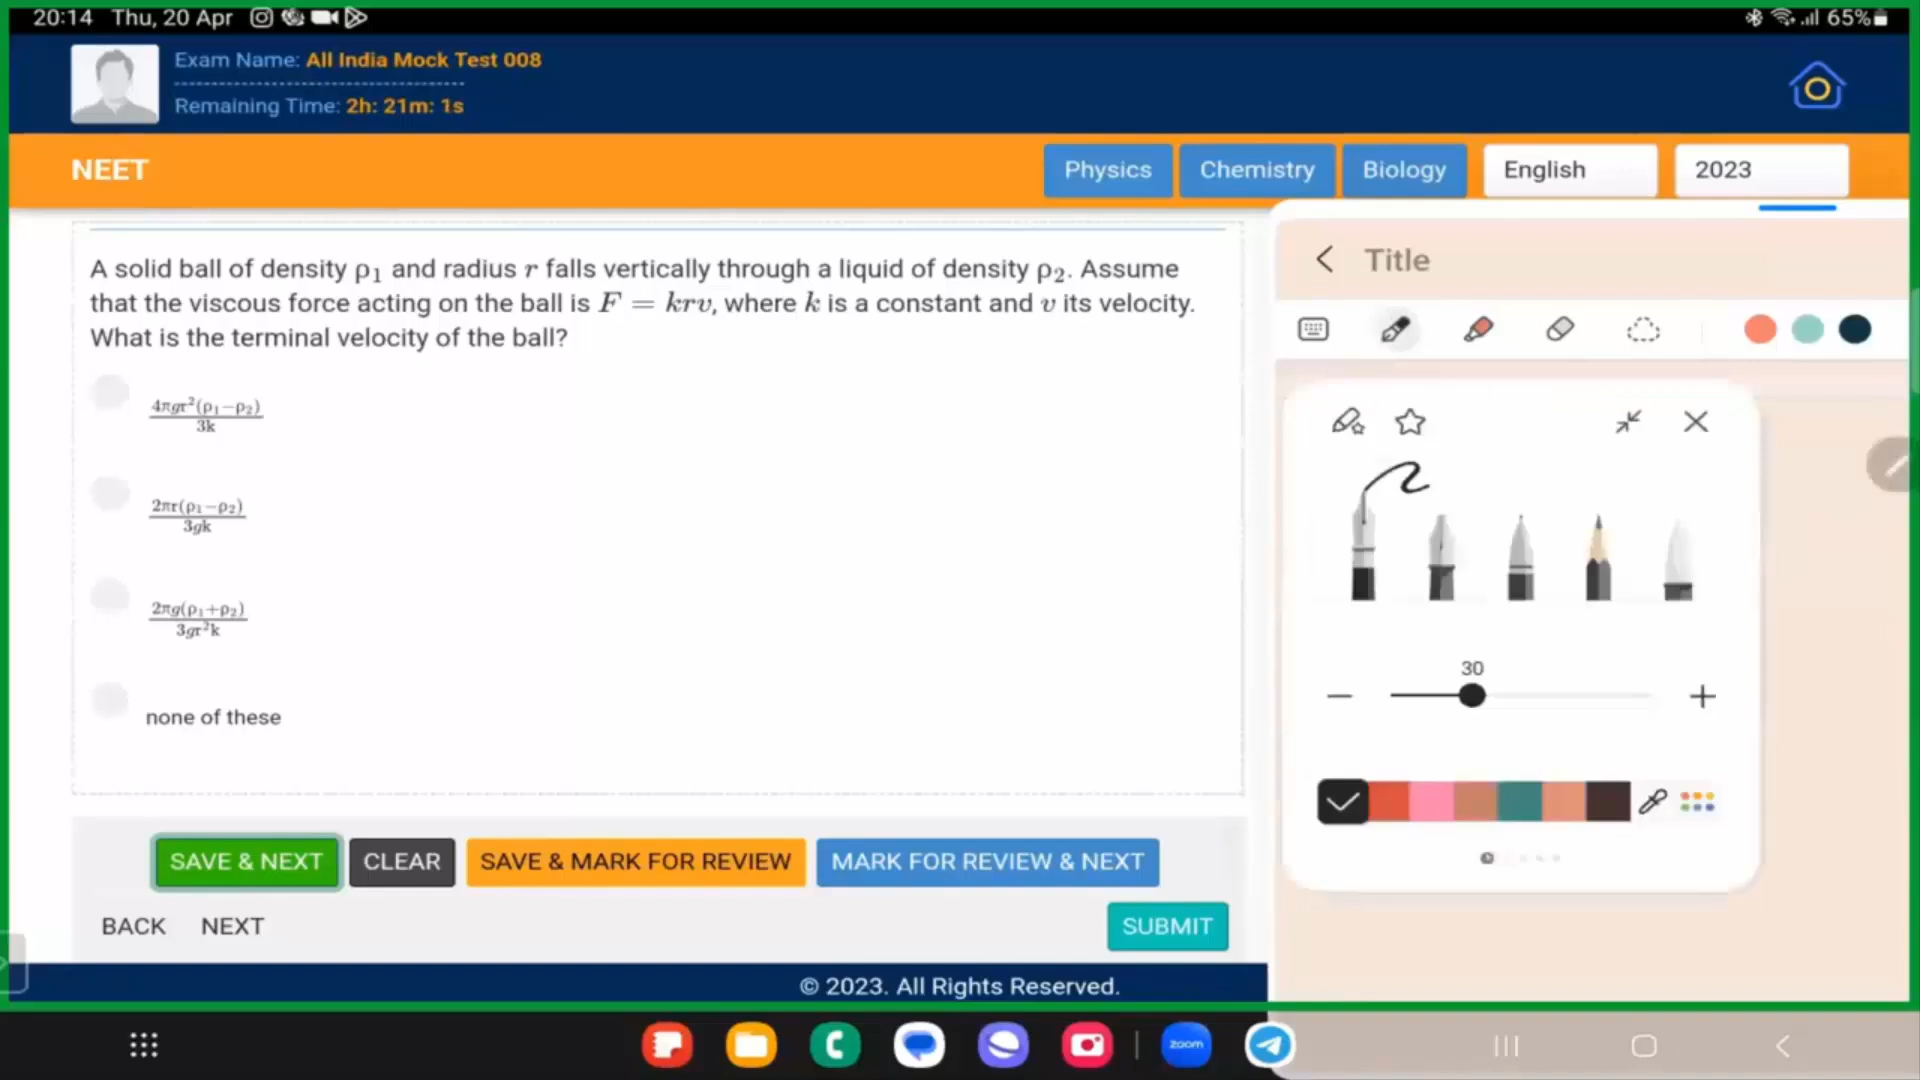 20:14 Thu, 20 Apr
65%
Exam Name: All India Mock Test 008
Remaining Time: 2h: 21m: 1s
NEET
Physics
Chemistry
Biology
English
2023
A solid ball of density ρ₁ and radius r falls vertically through a liquid of density ρ₂. Assume
that the viscous force acting on the ball is F = krv, where k is a constant and v its velocity.
What is the terminal velocity of the ball?
4πgr²(ρ₁−ρ₂)
3k
2πr(ρ₁−ρ₂)
3gk
2πg(ρ₁+ρ₂)
3gr²k
none of these
SAVE & NEXT
CLEAR
SAVE & MARK FOR REVIEW
MARK FOR REVIEW & NEXT
BACK
NEXT
SUBMIT
© 2023. All Rights Reserved.
Title
30
zoom